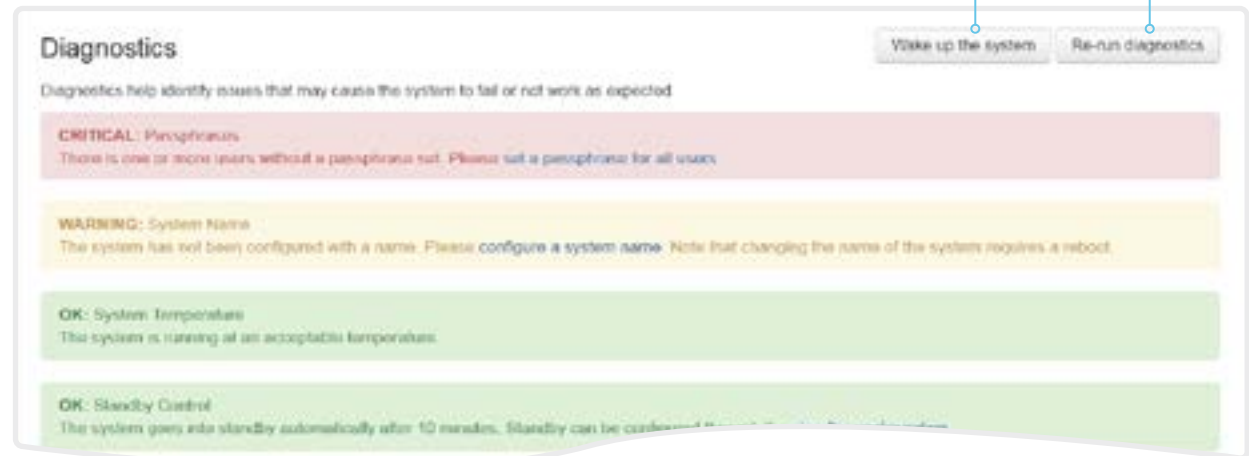 Diagnostics
Wake up the system
Re-run diagnostics
Diagnostics help identify issues that may cause the system to fail or not work as expected
CRITICAL: Passphrases
There is one or more users without a passphrase set. Please set a passphrase for all users
WARNING: System Name
The system has not been configured with a name. Please configure a system name. Note that changing the name of the system requires a reboot.
OK: System Temperature
The system is running at an acceptable temperature.
OK: Standby Control
The system goes into standby automatically after 10 minutes. Standby can be configured